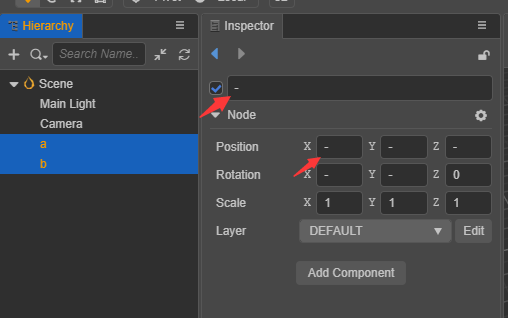 Hierarchy
Search Name..
Scene
Main Light
Camera
a
b
Inspector
-
Node
Position X - Y - Z -
Rotation X - Y - Z 0
Scale X 1 Y 1 Z 1
Layer DEFAULT Edit
Add Component